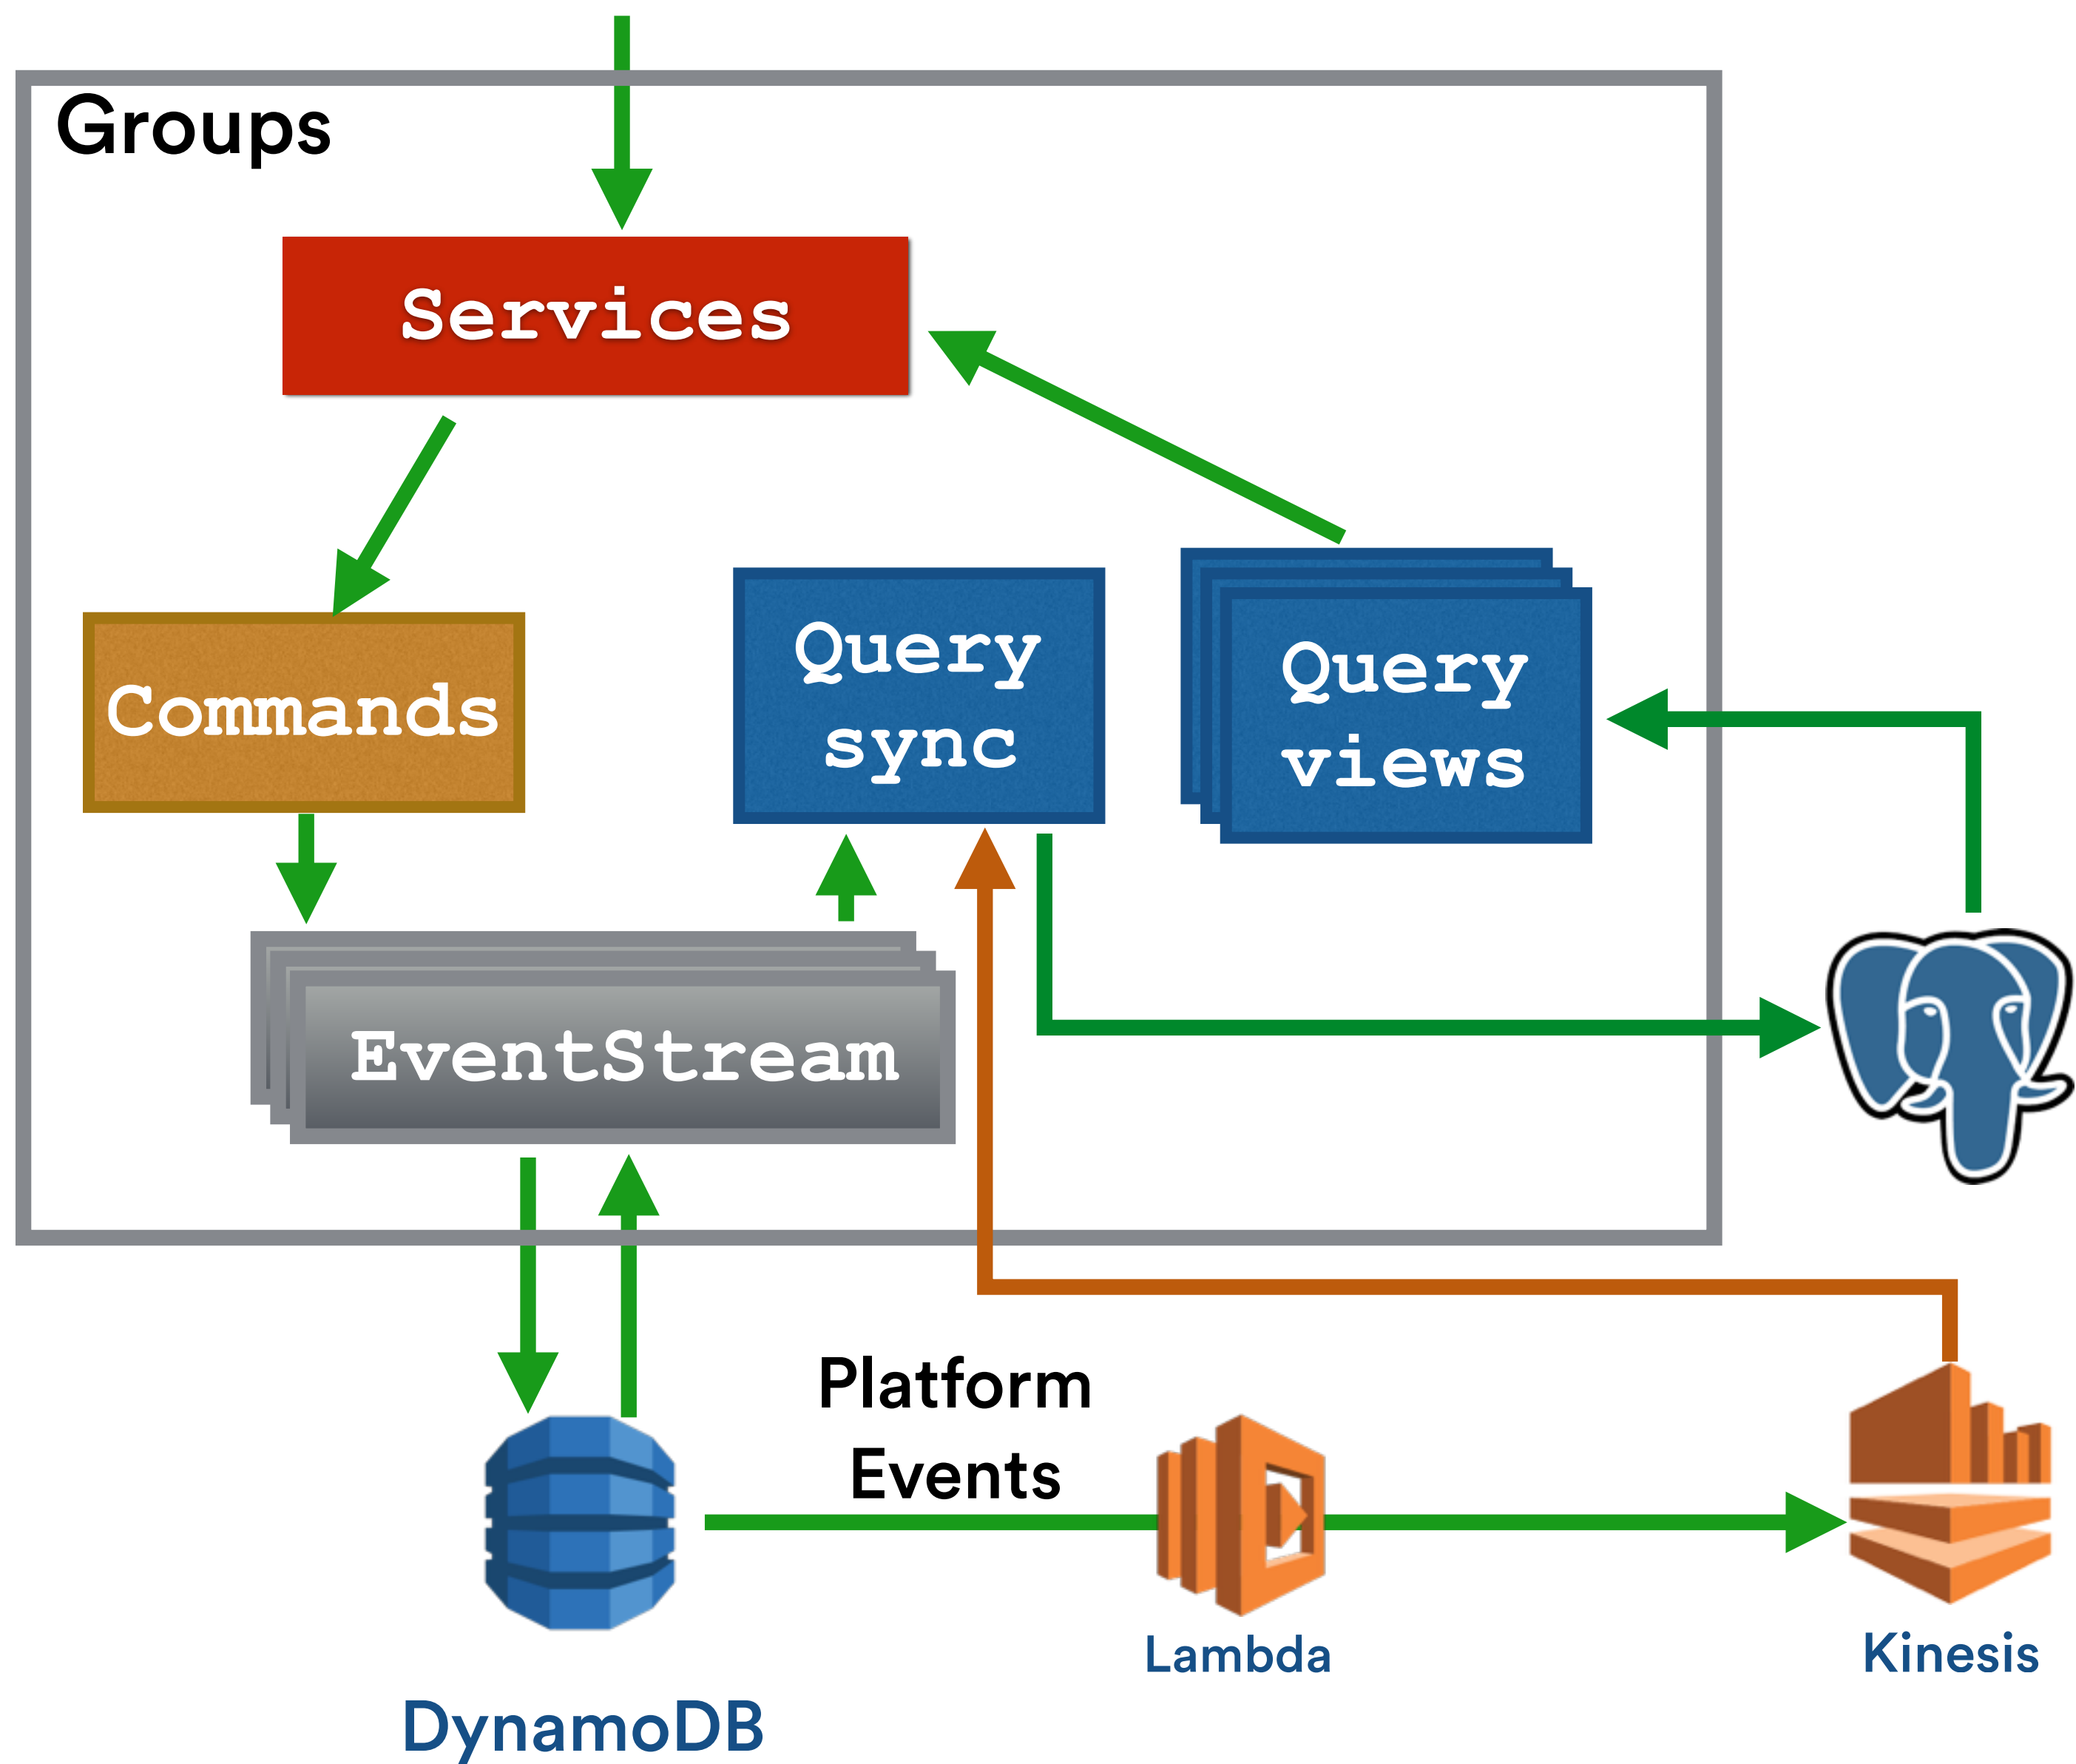 Groups
Services
Commands
Query
sync
Query
views
EventStream
Platform
Events
Lambda
Kinesis
DynamoDB